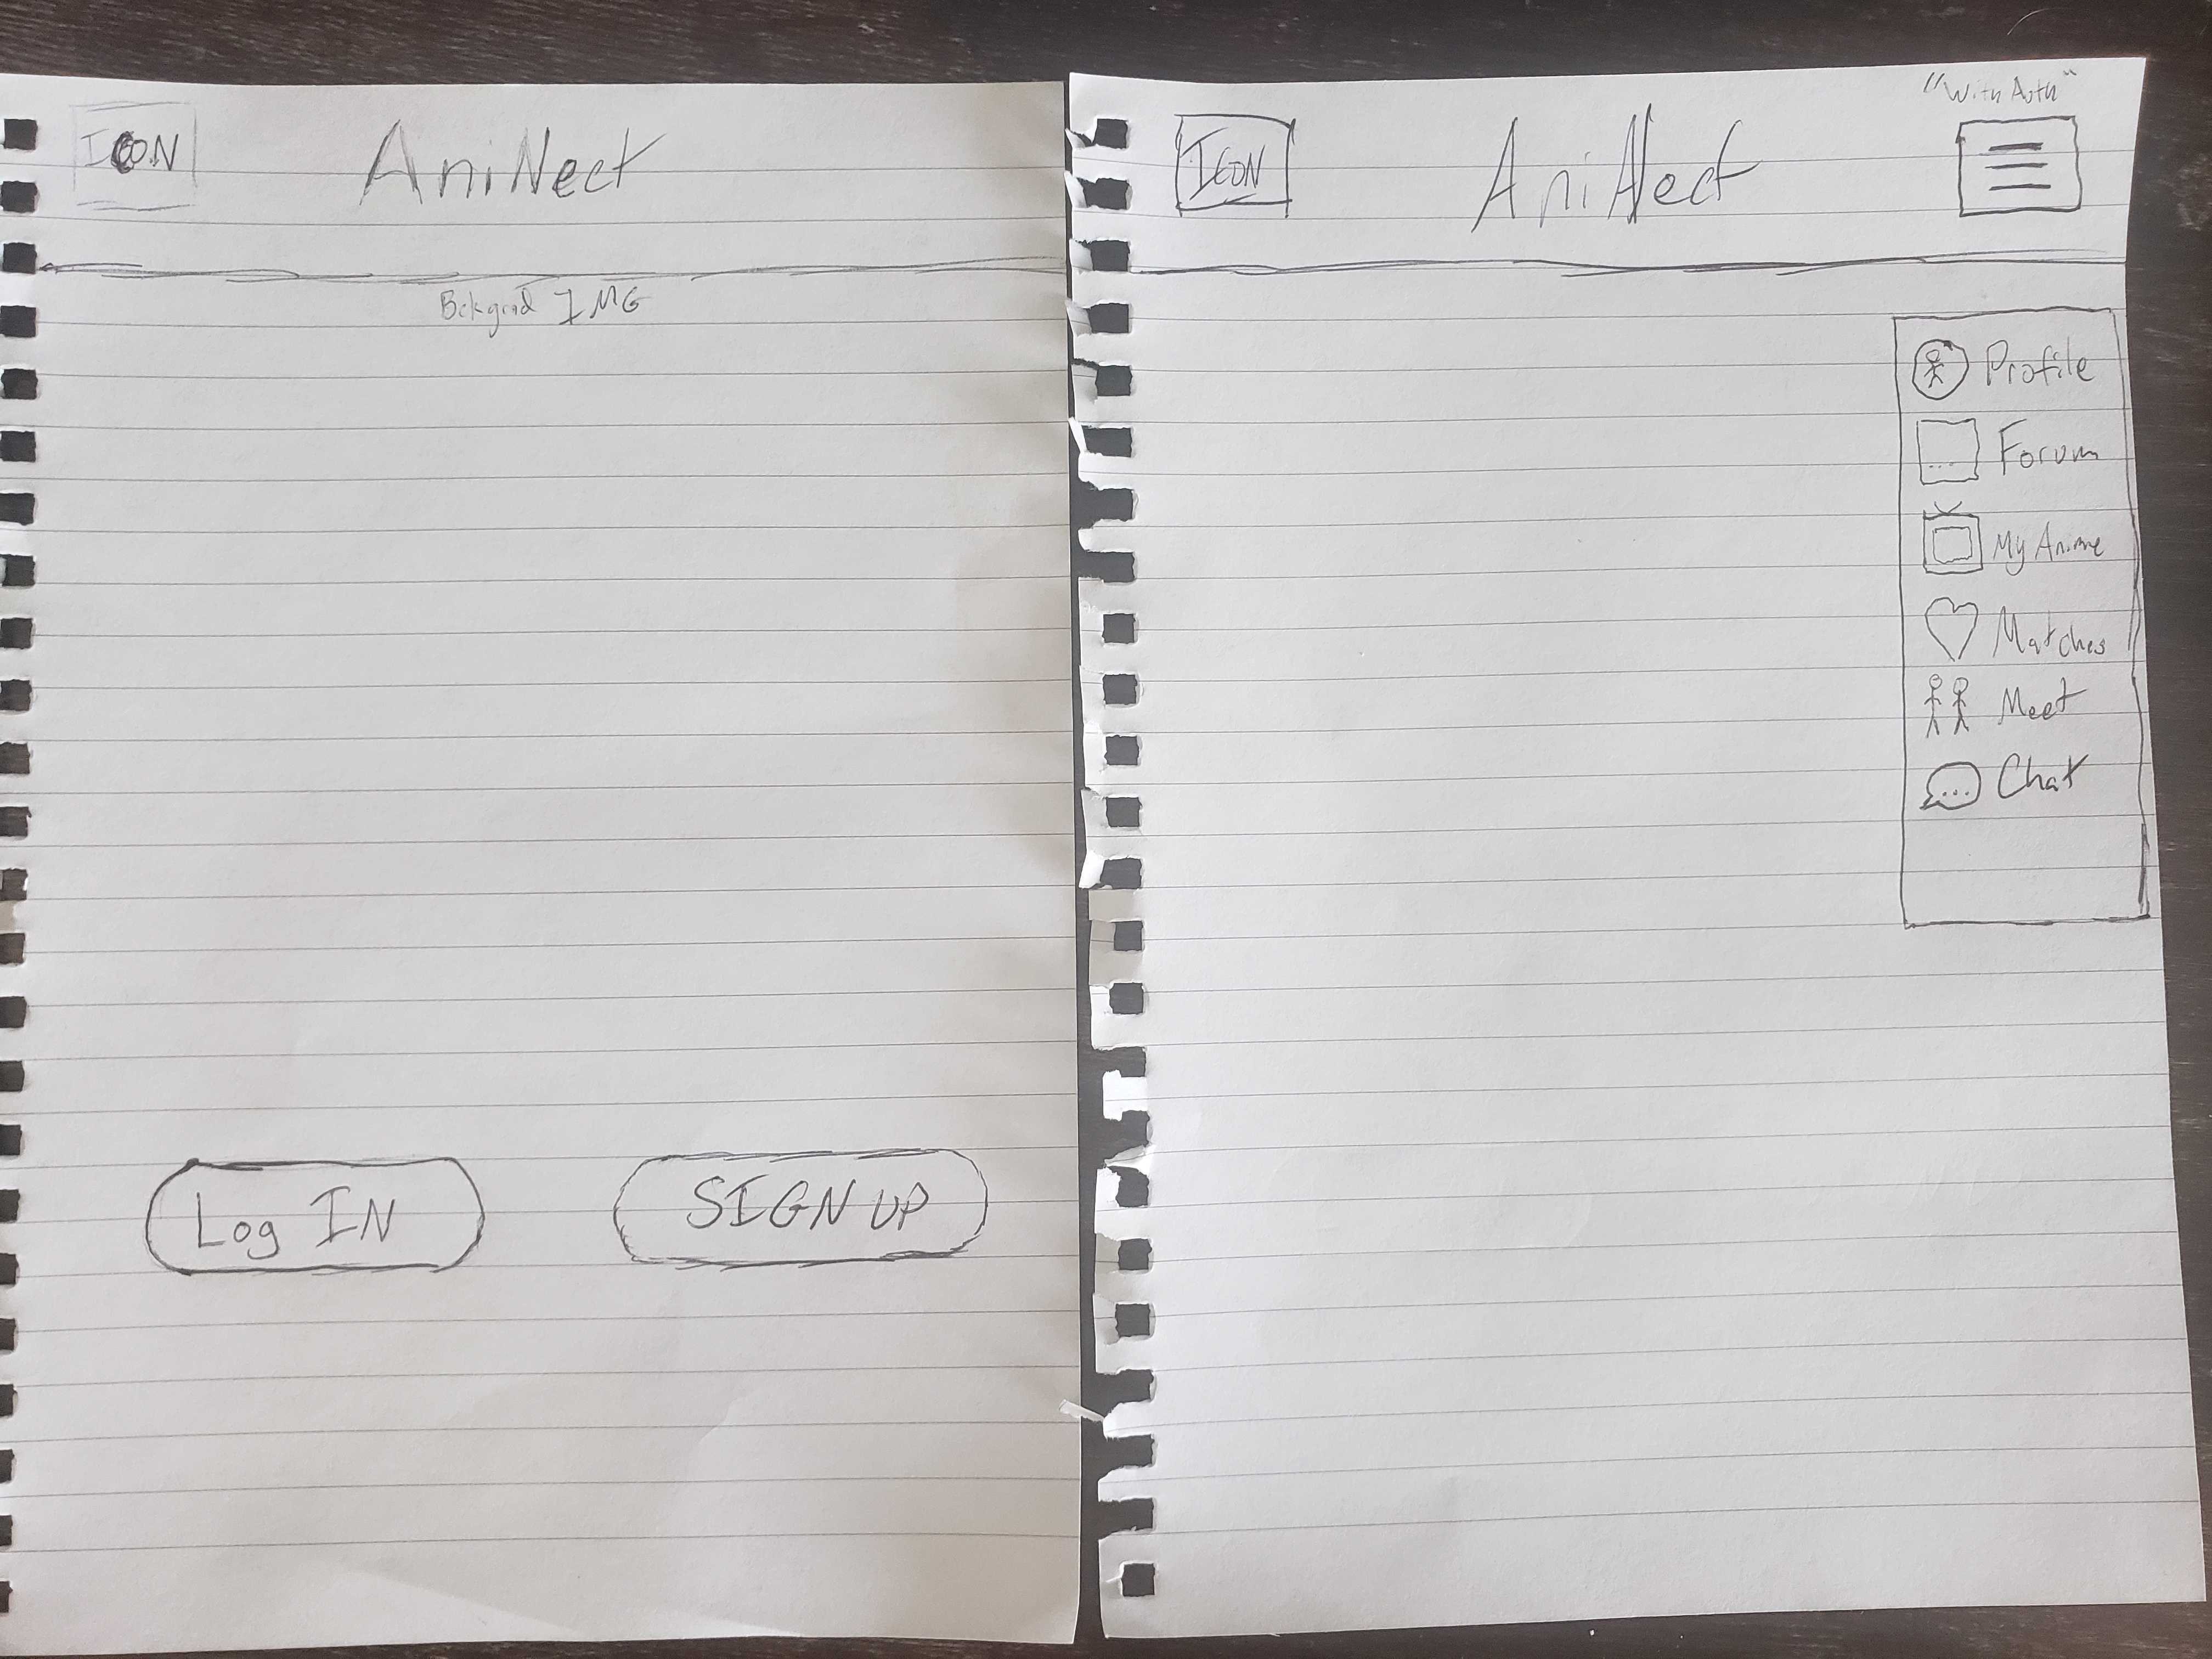 ICON
AniNect
Bckgrnd IMG
Log IN
SIGN UP
"With Auth"
ICON
AniNect
Profile
Forum
My Anime
Matches
Meet
Chat